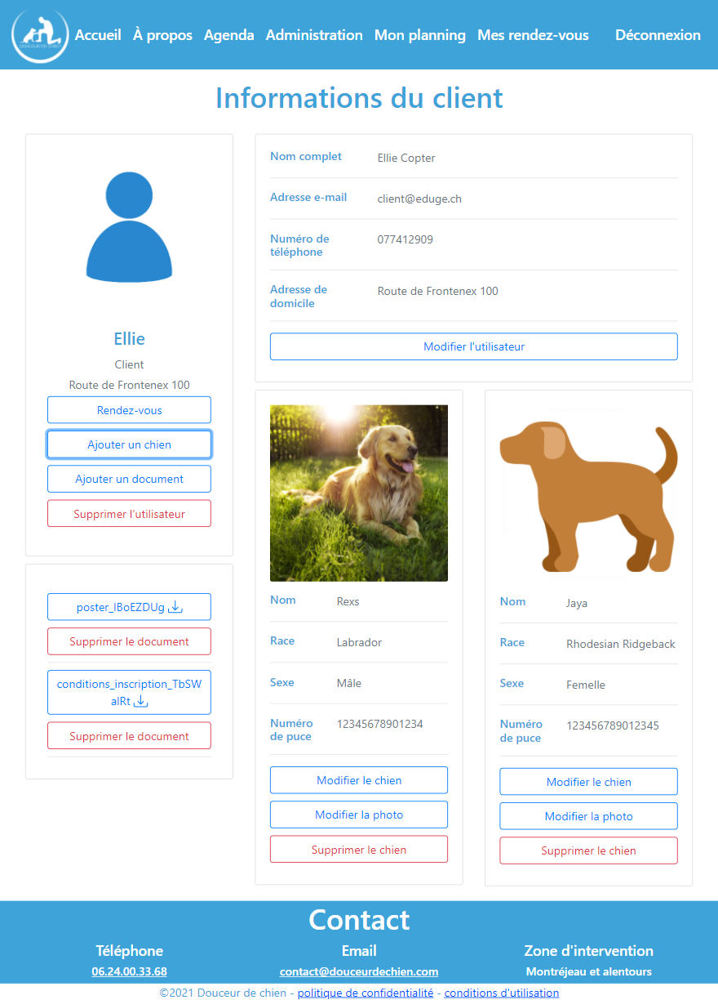 DOUCEUR DE CHIEN
Accueil À propos Agenda Administration Mon planning Mes rendez-vous Déconnexion
Informations du client
Ellie
Client
Route de Frontenex 100
Rendez-vous
Ajouter un chien
Ajouter un document
Supprimer l'utilisateur
poster_lBoEZDUg
Supprimer le document
conditions_inscription_TbSW
alRt
Supprimer le document
Nom complet Ellie Copter
Adresse e-mail client@eduge.ch
Numéro de 077412909
téléphone
Adresse de Route de Frontenex 100
domicile
Modifier l'utilisateur
Nom Rexs
Race Labrador
Sexe Mâle
Numéro 12345678901234
de puce
Modifier le chien
Modifier la photo
Supprimer le chien
Nom Jaya
Race Rhodesian Ridgeback
Sexe Femelle
Numéro 123456789012345
de puce
Modifier le chien
Modifier la photo
Supprimer le chien
Contact
Téléphone Email Zone d'intervention
06.24.00.33.68 contact@douceurdechien.com Montréjeau et alentours
©2021 Douceur de chien - politique de confidentialité - conditions d'utilisation